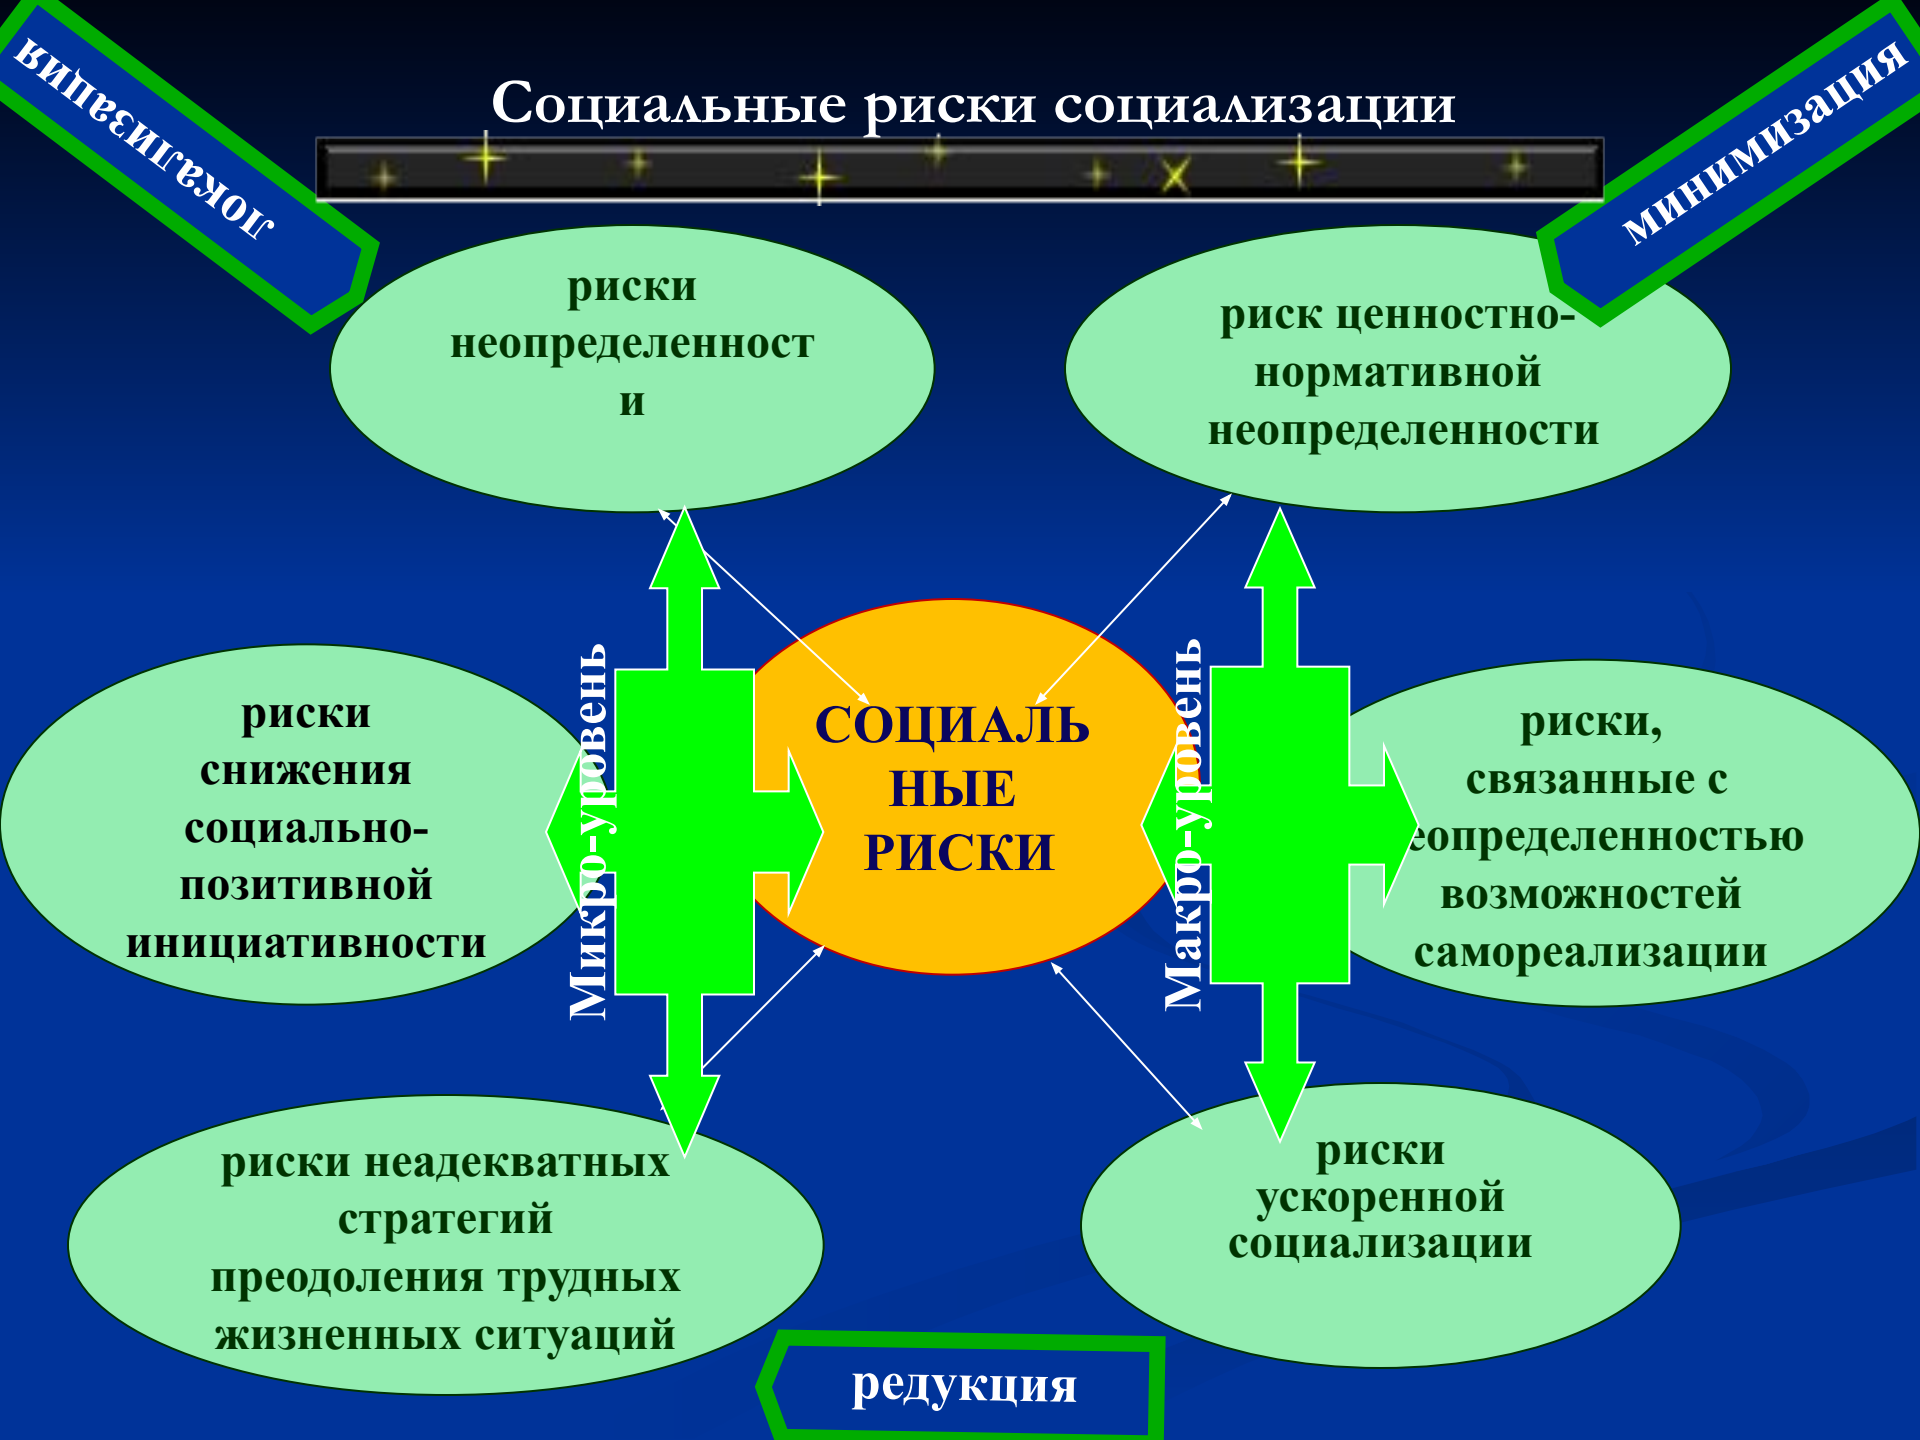 Социальные риски социализации
локализация
минимизация
риски
неопределенност
и
риск ценностно-
нормативной
неопределенности
риски
снижения
социально-
позитивной
инициативности
Микро-уровень
СОЦИАЛЬ
НЫЕ
РИСКИ
Макро-уровень
риски,
связанные с
еопределенностью
возможностей
самореализации
риски неадекватных
стратегий
преодоления трудных
жизненных ситуаций
риски
ускоренной
социализации
редукция